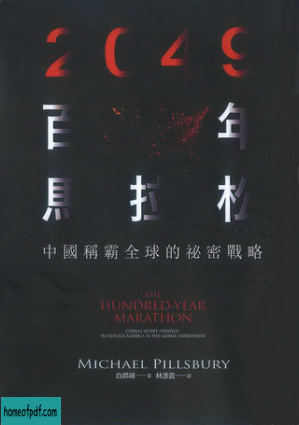 2049
百年
馬拉松
中國稱霸全球的祕密戰略
THE
HUNDRED-YEAR
MARATHON
CHINA'S SECRET STRATEGY
TO REPLACE AMERICA AS THE GLOBAL SUPERPOWER
MICHAEL PILLSBURY
白邦瑞 — 著 林添貴 — 譯
homeofpdf.com